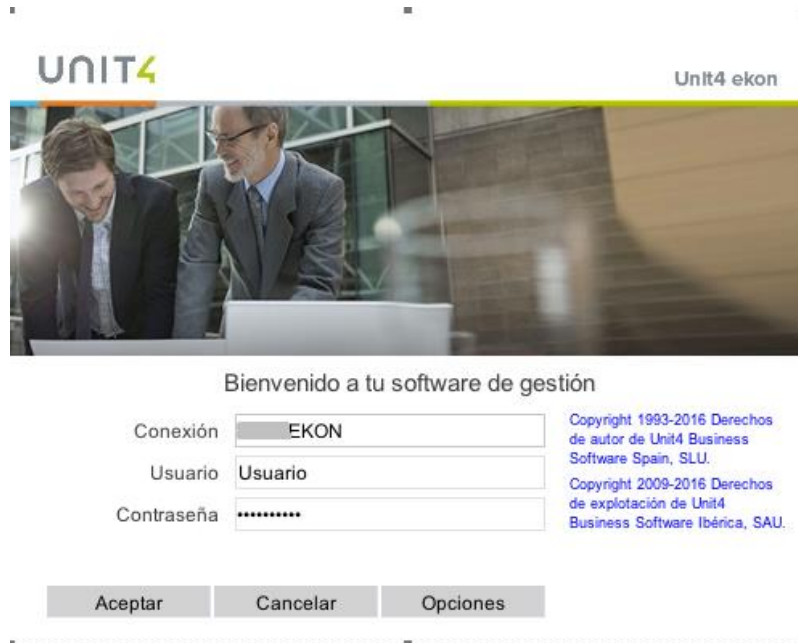 UNIT4
Unit4 ekon
Bienvenido a tu software de gestión
Conexión EKON
Usuario Usuario
Contraseña ••••••••••
Copyright 1993-2016 Derechos
de autor de Unit4 Business
Software Spain, SLU.
Copyright 2009-2016 Derechos
de explotación de Unit4
Business Software Ibérica, SAU.
Aceptar Cancelar Opciones